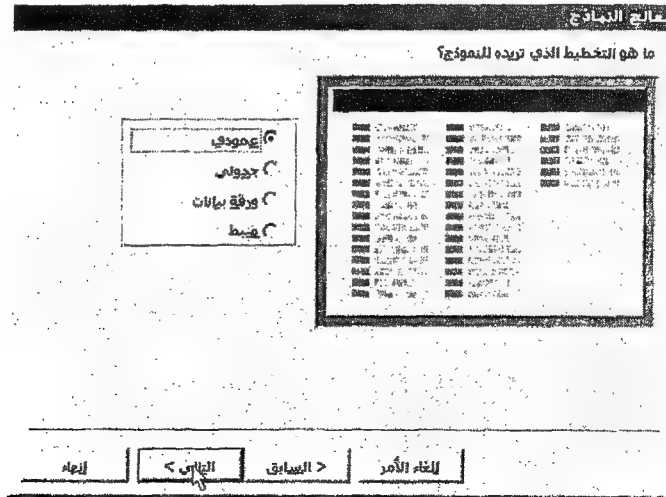 معالج النماذج
ما هو التخطيط الذي تريده للنموذج؟
عمودي
جدولي
ورقة بيانات
ضبط
إلغاء الأمر
< السابق
التالي >
إنهاء